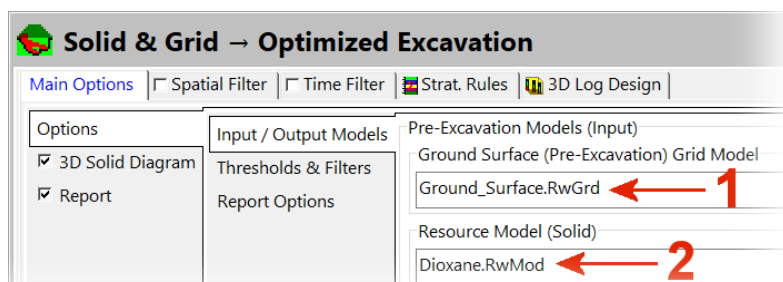 Solid & Grid → Optimized Excavation
Main Options Spatial Filter Time Filter Strat. Rules 3D Log Design
Options
3D Solid Diagram
Report
Input / Output Models
Thresholds & Filters
Report Options
Pre-Excavation Models (Input)
Ground Surface (Pre-Excavation) Grid Model
Ground_Surface.RwGrd 1
Resource Model (Solid)
Dioxane.RwMod 2